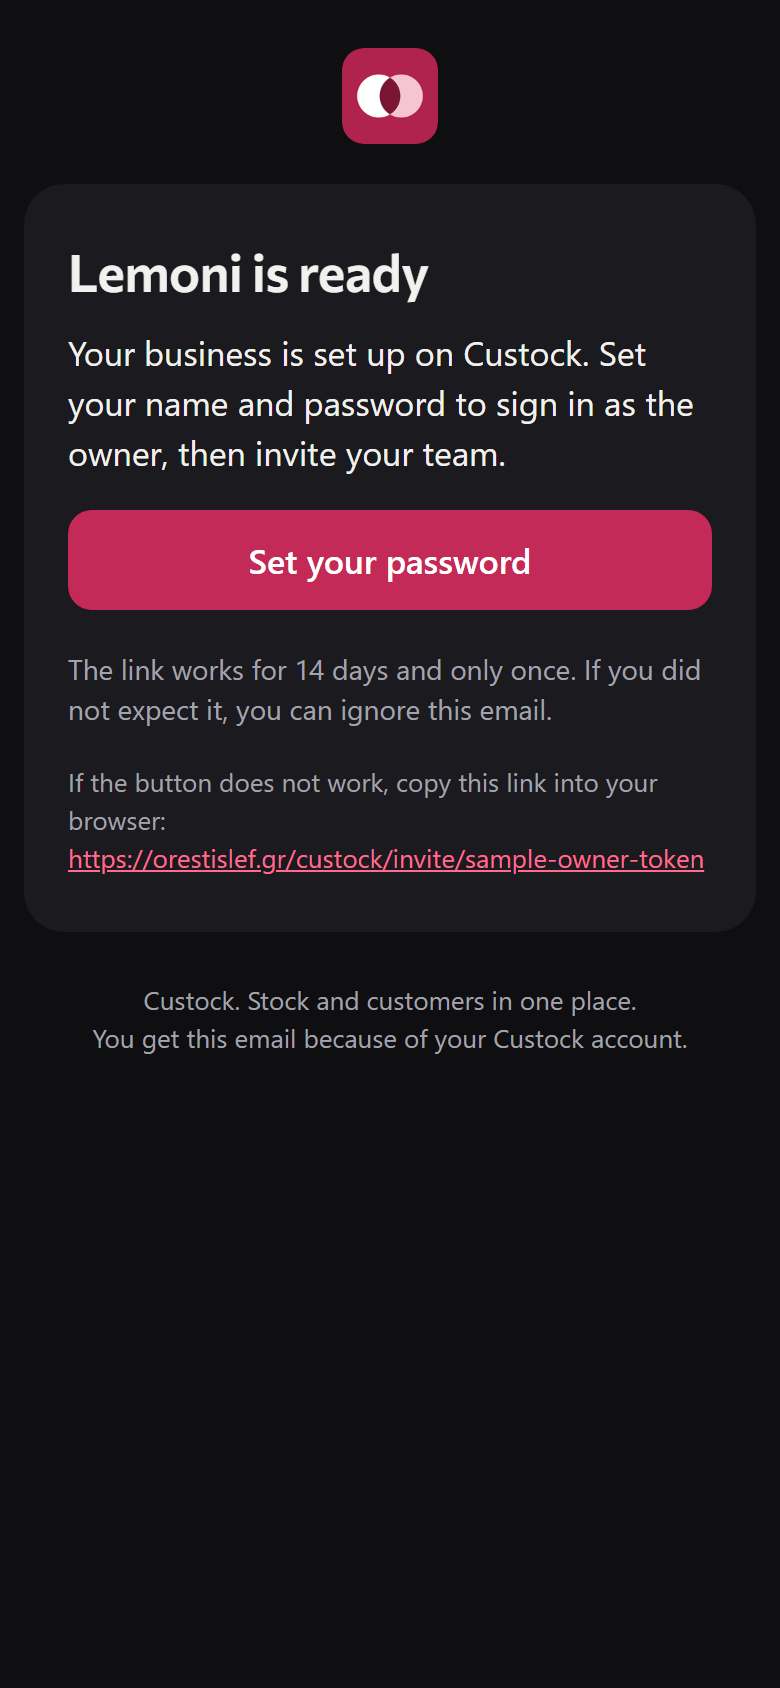 Lemoni is ready
Your business is set up on Custock. Set
your name and password to sign in as the
owner, then invite your team.
Set your password
The link works for 14 days and only once. If you did
not expect it, you can ignore this email.
If the button does not work, copy this link into your
browser:
https://orestislef.gr/custock/invite/sample-owner-token
Custock. Stock and customers in one place.
You get this email because of your Custock account.